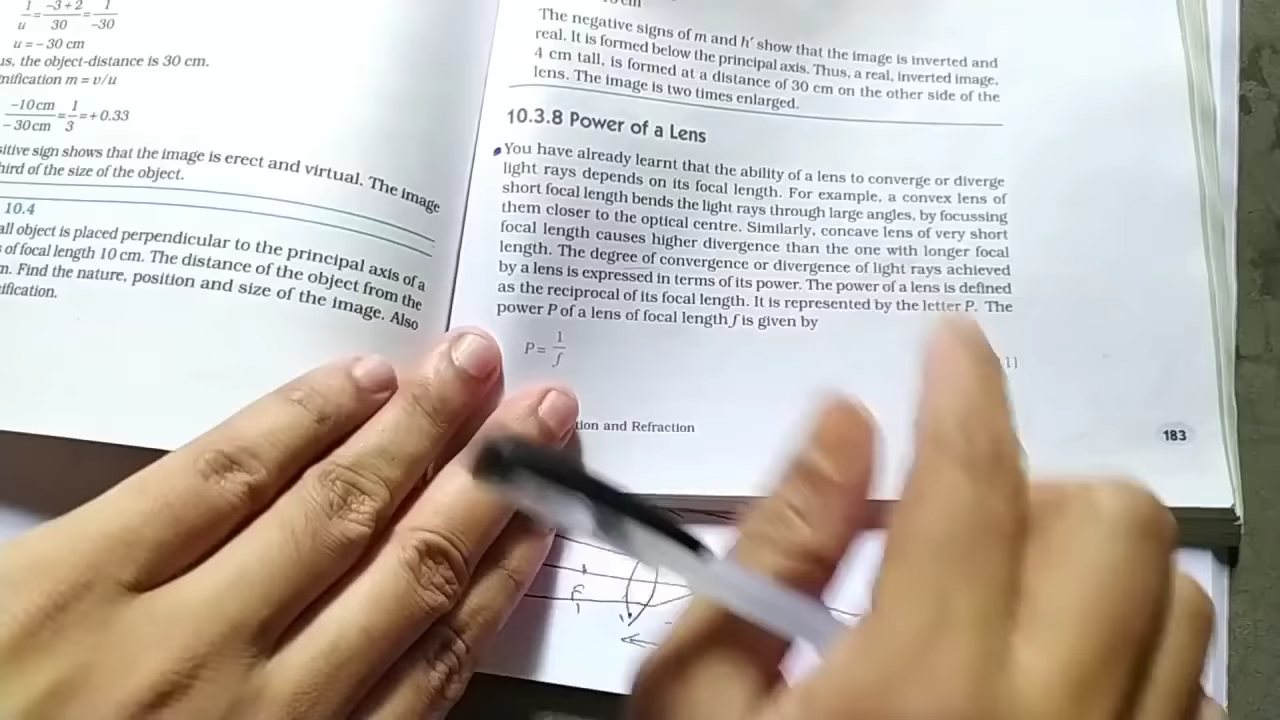 1/u = -3+2/30 = 1/-30
u = – 30 cm
us, the object-distance is 30 cm.
nification m = v/u
-10 cm/-30 cm = 1/3 = + 0.33
sitive sign shows that the image is erect and virtual. The image
hird of the size of the object.
10.4
all object is placed perpendicular to the principal axis of a
of focal length 10 cm. The distance of the object from the
m. Find the nature, position and size of the image. Also
ification.
cm
The negative signs of m and h′ show that the image is inverted and
real. It is formed below the principal axis. Thus, a real, inverted image,
4 cm tall, is formed at a distance of 30 cm on the other side of the
lens. The image is two times enlarged.
10.3.8 Power of a Lens
You have already learnt that the ability of a lens to converge or diverge
light rays depends on its focal length. For example, a convex lens of
short focal length bends the light rays through large angles, by focussing
them closer to the optical centre. Similarly, concave lens of very short
focal length causes higher divergence than the one with longer focal
length. The degree of convergence or divergence of light rays achieved
by a lens is expressed in terms of its power. The power of a lens is defined
as the reciprocal of its focal length. It is represented by the letter P. The
power P of a lens of focal length f is given by
P = 1/f
1)
tion and Refraction
183